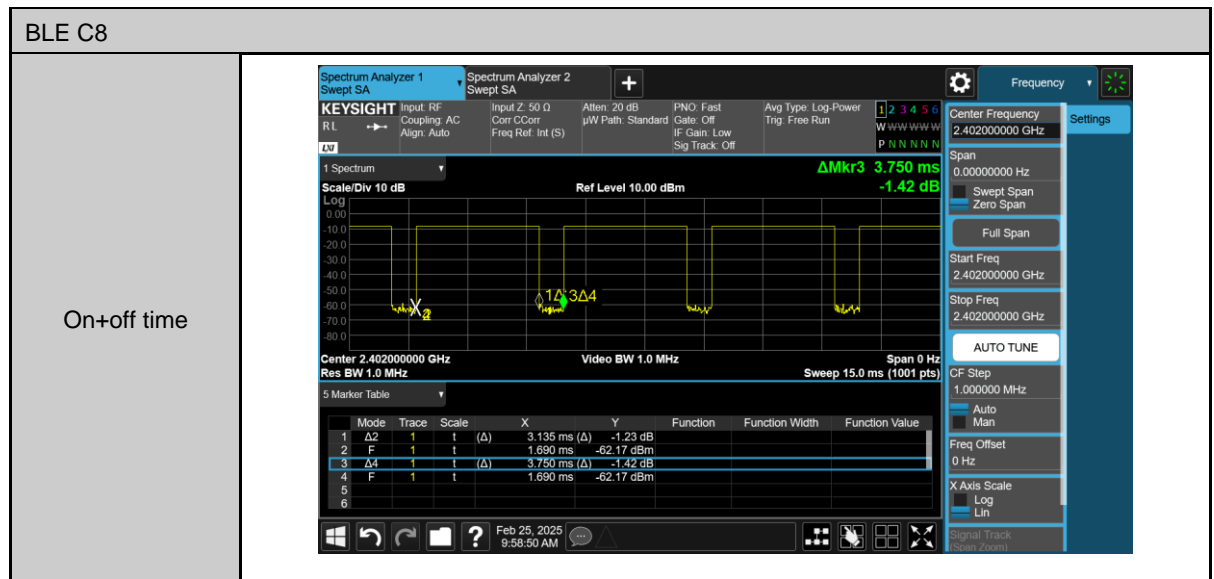 BLE C8
On+off time
Spectrum Analyzer 1
Swept SA
Spectrum Analyzer 2
Swept SA
Frequency
KEYSIGHT
RL
LXI
Input: RF
Coupling: AC
Align: Auto
Input Z: 50 Ω
Corr CCorr
Freq Ref: Int (S)
Atten: 20 dB
µW Path: Standard
PNO: Fast
Gate: Off
IF Gain: Low
Sig Track: Off
Avg Type: Log-Power
Trig: Free Run
1 2 3 4 5 6
W W W W W W
P N N N N N
1 Spectrum
ΔMkr3 3.750 ms
-1.42 dB
Scale/Div 10 dB
Ref Level 10.00 dBm
Log
0.00
-10.0
-20.0
-30.0
-40.0
-50.0
-60.0
-70.0
-80.0
1Δ 3Δ4
Center 2.402000000 GHz
Video BW 1.0 MHz
Span 0 Hz
Res BW 1.0 MHz
Sweep 15.0 ms (1001 pts)
5 Marker Table
Mode Trace Scale X Y Function Function Width Function Value
1 Δ2 1 t (Δ) 3.135 ms (Δ) -1.23 dB
2 F 1 t 1.690 ms -62.17 dBm
3 Δ4 1 t (Δ) 3.750 ms (Δ) -1.42 dB
4 F 1 t 1.690 ms -62.17 dBm
5
6
Feb 25, 2025
9:58:50 AM
Center Frequency
2.402000000 GHz
Settings
Span
0.00000000 Hz
Swept Span
Zero Span
Full Span
Start Freq
2.402000000 GHz
Stop Freq
2.402000000 GHz
AUTO TUNE
CF Step
1.000000 MHz
Auto
Man
Freq Offset
0 Hz
X Axis Scale
Log
Lin
Signal Track
(Span Zoom)